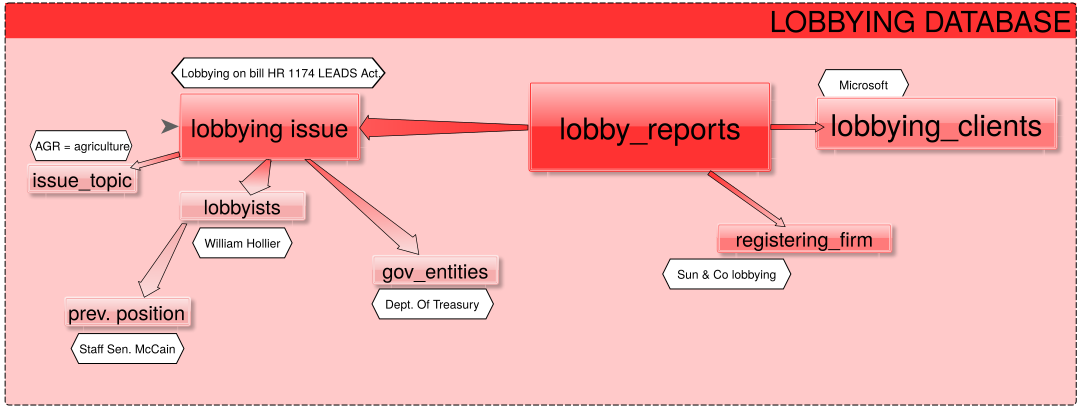 LOBBYING DATABASE
Lobbying on bill HR 1174 LEADS Act.
Microsoft
lobbying issue
lobby_reports
lobbying_clients
AGR = agriculture
issue_topic
lobbyists
William Hollier
registering_firm
gov_entities
Sun & Co lobbying
Dept. Of Treasury
prev. position
Staff Sen. McCain